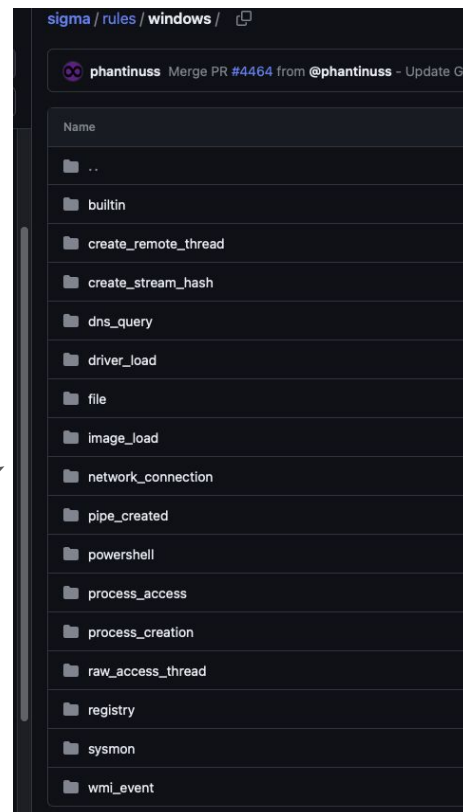 sigma / rules / windows /
phantinuss Merge PR #4464 from @phantinuss - Update G
Name
..
builtin
create_remote_thread
create_stream_hash
dns_query
driver_load
file
image_load
network_connection
pipe_created
powershell
process_access
process_creation
raw_access_thread
registry
sysmon
wmi_event